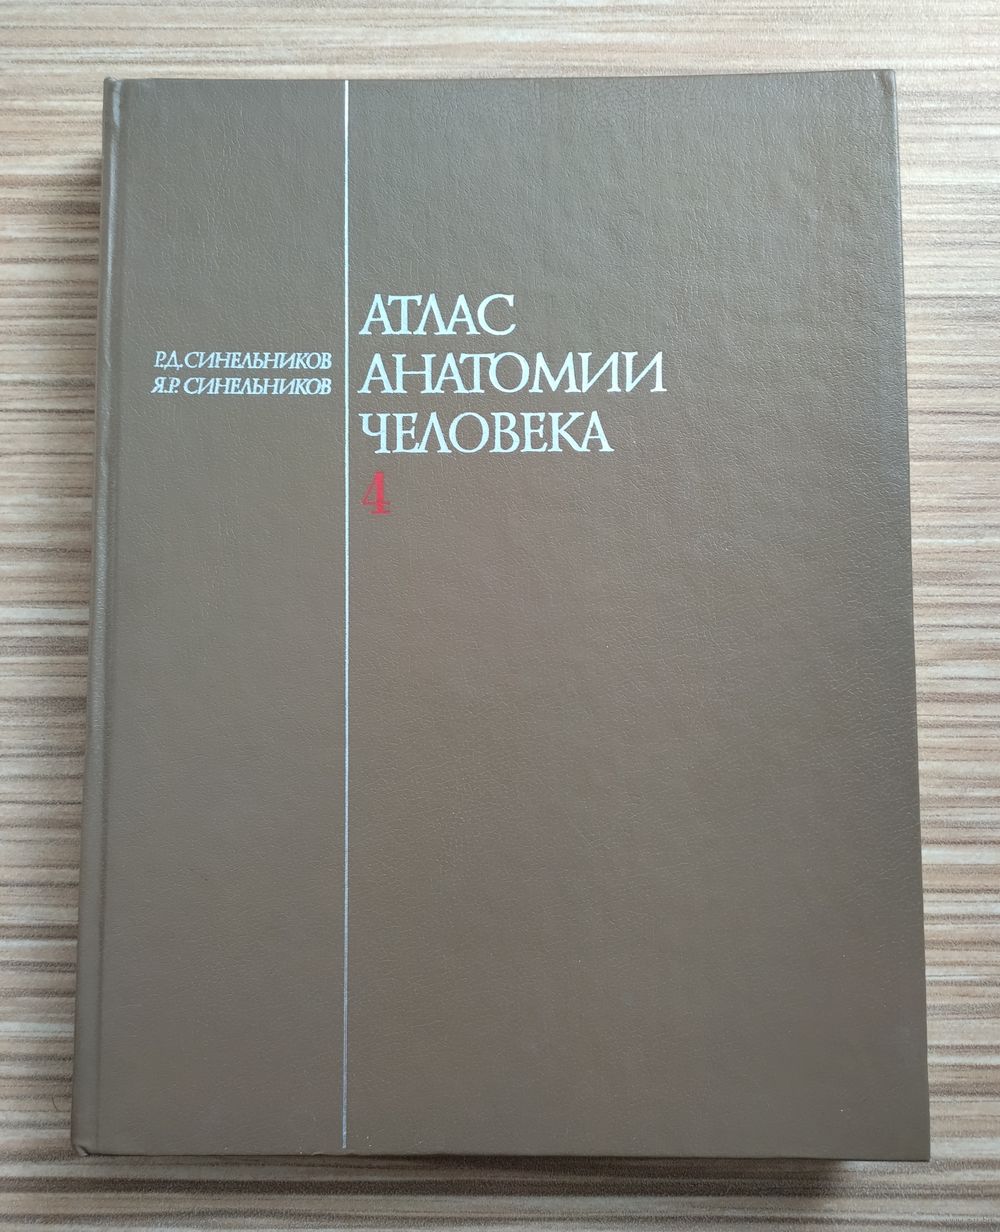 Р.Д. СИНЕЛЬНИКОВ
Я.Р. СИНЕЛЬНИКОВ
АТЛАС
АНАТОМИИ
ЧЕЛОВЕКА
4